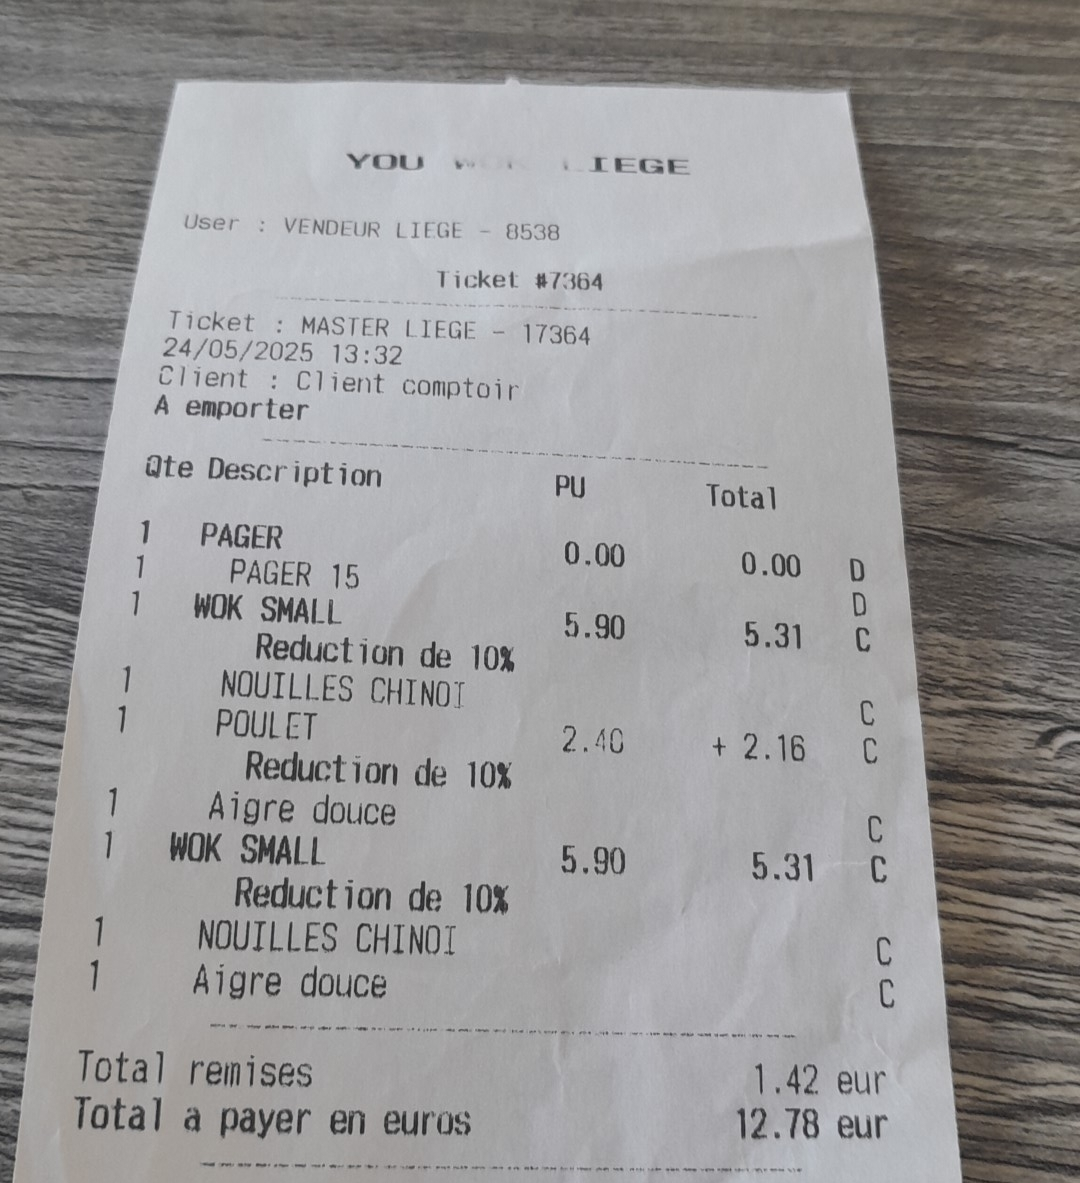 YOU WOK LIEGE
User : VENDEUR LIEGE - 8538
Ticket #7364
Ticket : MASTER LIEGE - 17364
24/05/2025 13:32
Client : Client comptoir
A emporter
Qte Description PU Total
1 PAGER 0.00 0.00 D
1 PAGER 15 D
1 WOK SMALL 5.90 5.31 C
Reduction de 10%
1 NOUILLES CHINOI C
1 POULET 2.40 + 2.16 C
Reduction de 10%
1 Aigre douce C
1 WOK SMALL 5.90 5.31 C
Reduction de 10%
1 NOUILLES CHINOI C
1 Aigre douce C
Total remises 1.42 eur
Total a payer en euros 12.78 eur